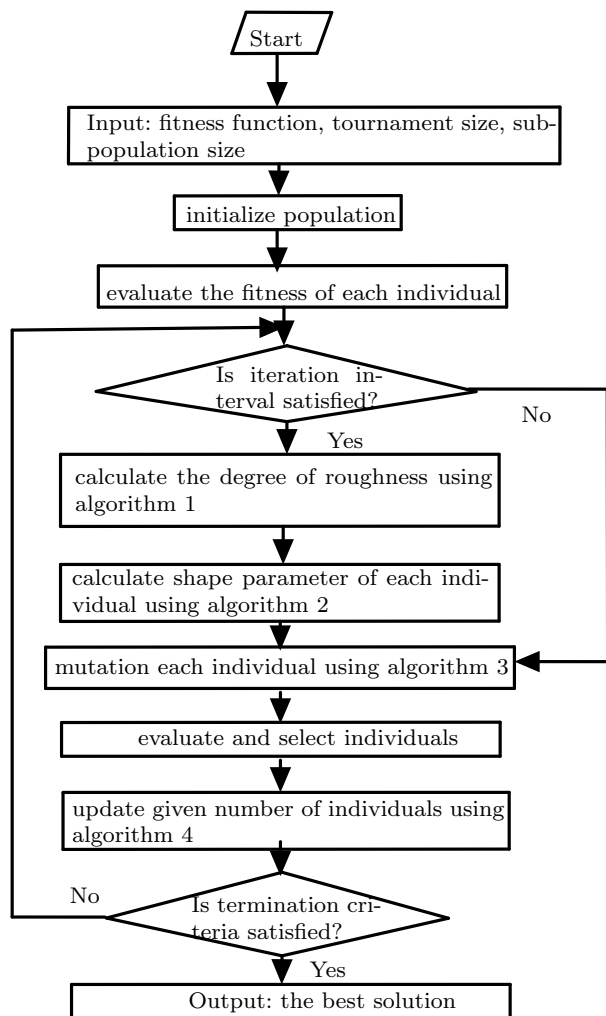 Start
Input: fitness function, tournament size, sub-
population size
initialize population
evaluate the fitness of each individual
Is iteration in-
terval satisfied?
No
Yes
calculate the degree of roughness using
algorithm 1
calculate shape parameter of each indi-
vidual using algorithm 2
mutation each individual using algorithm 3
evaluate and select individuals
update given number of individuals using
algorithm 4
No
Is termination cri-
teria satisfied?
Yes
Output: the best solution